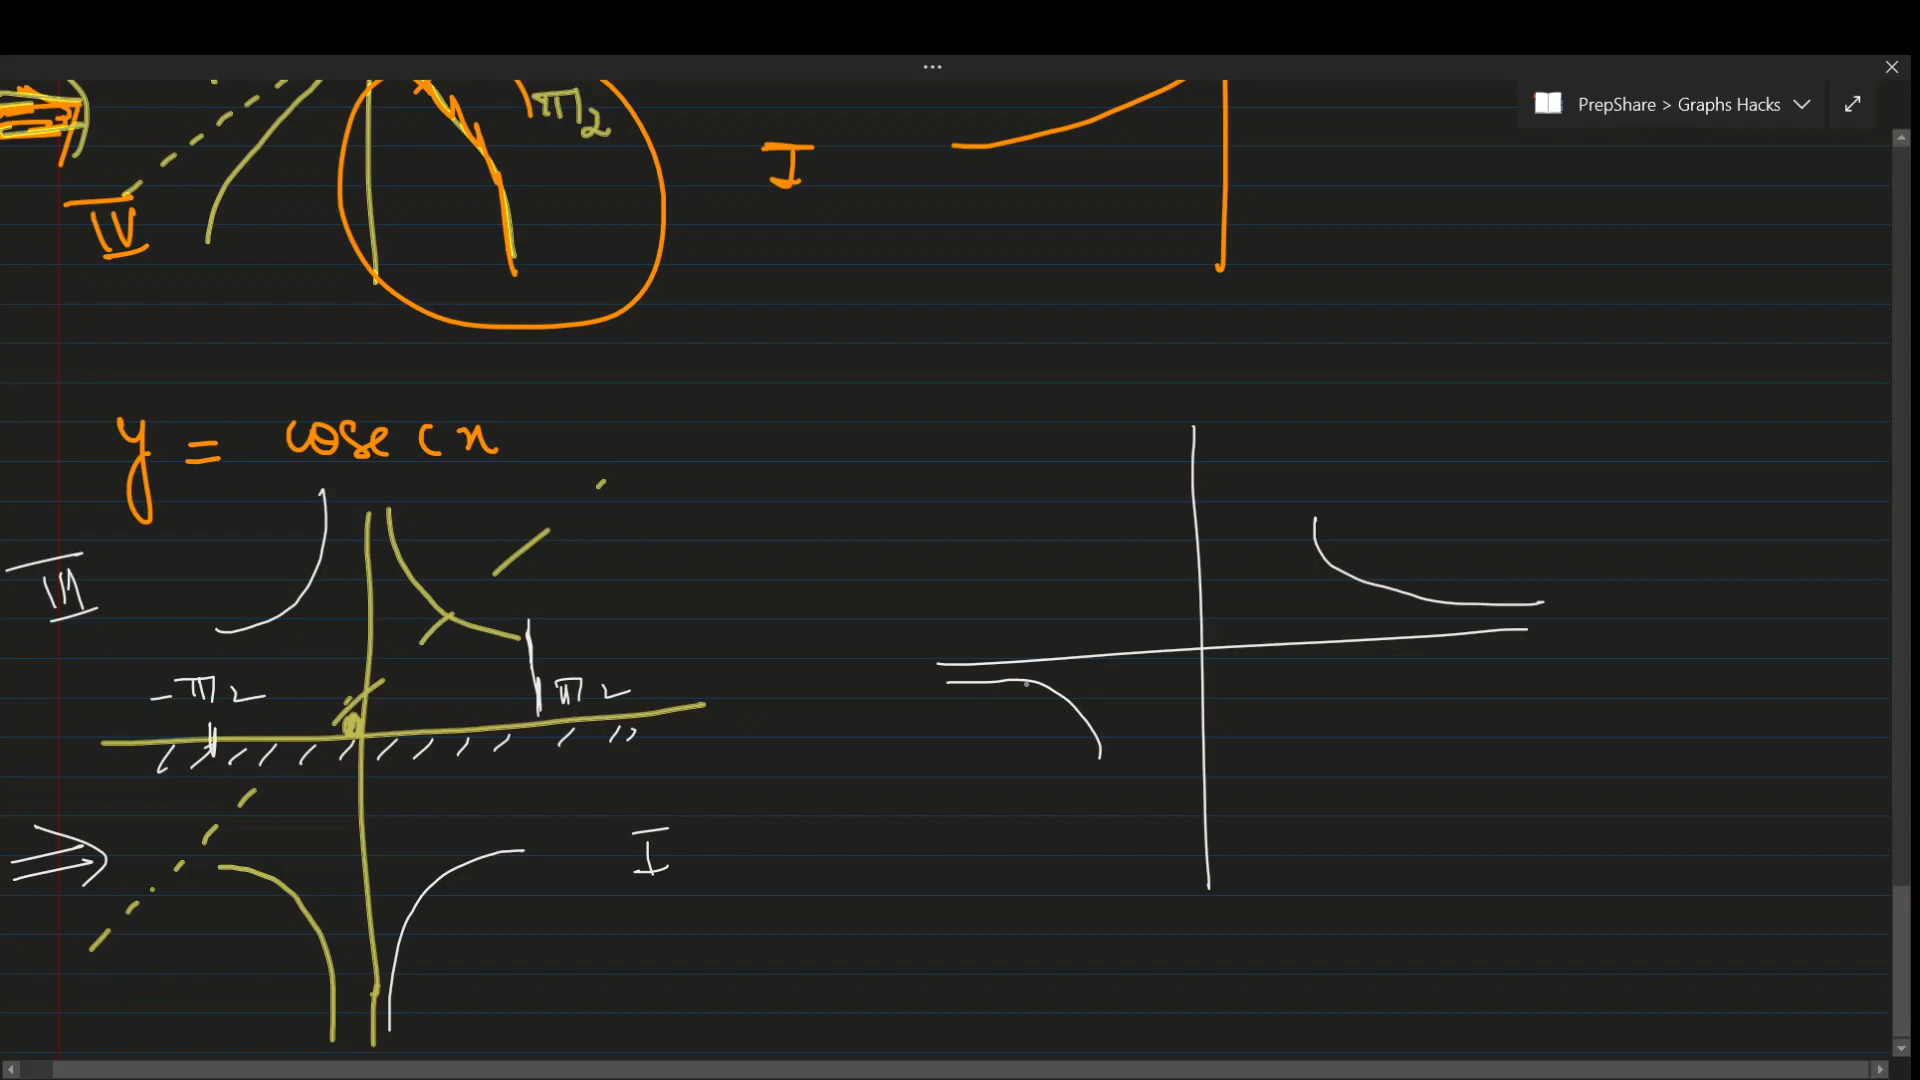 PrepShare > Graphs Hacks
π/2
I
IV
y = cosec x
III
-π/2
π/2
I